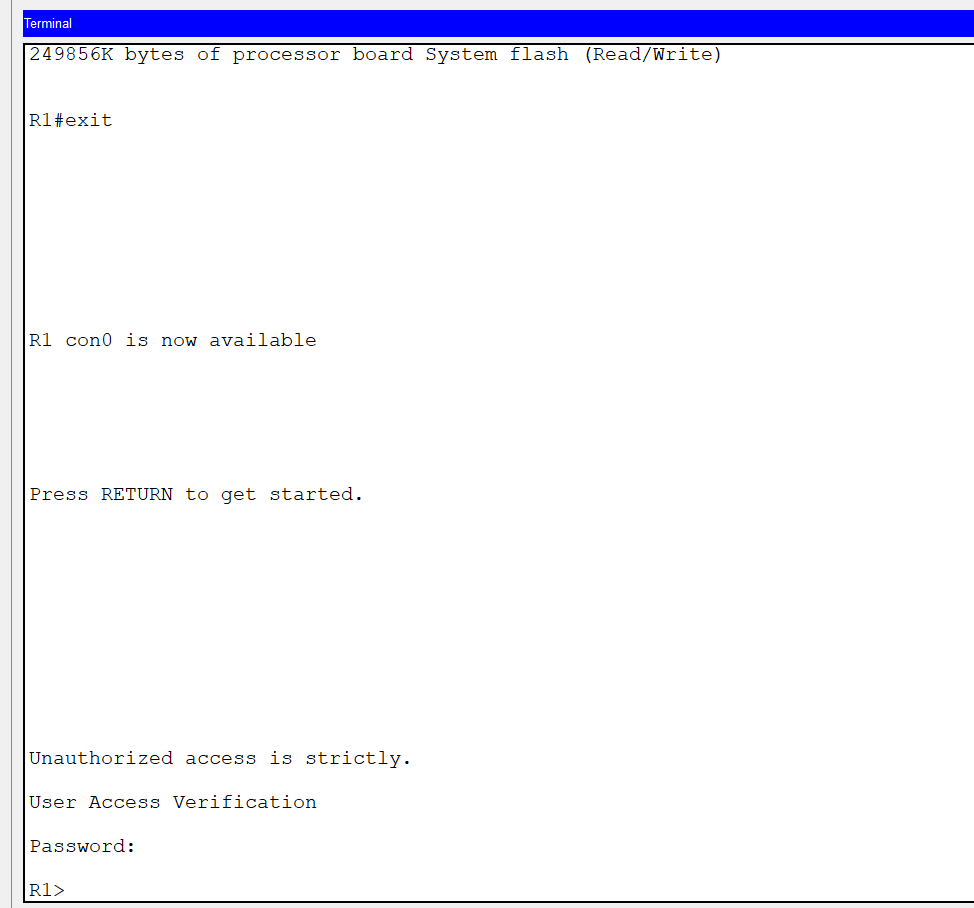 Terminal
249856K bytes of processor board System flash (Read/Write)
R1#exit
R1 con0 is now available
Press RETURN to get started.
Unauthorized access is strictly.
User Access Verification
Password:
R1>